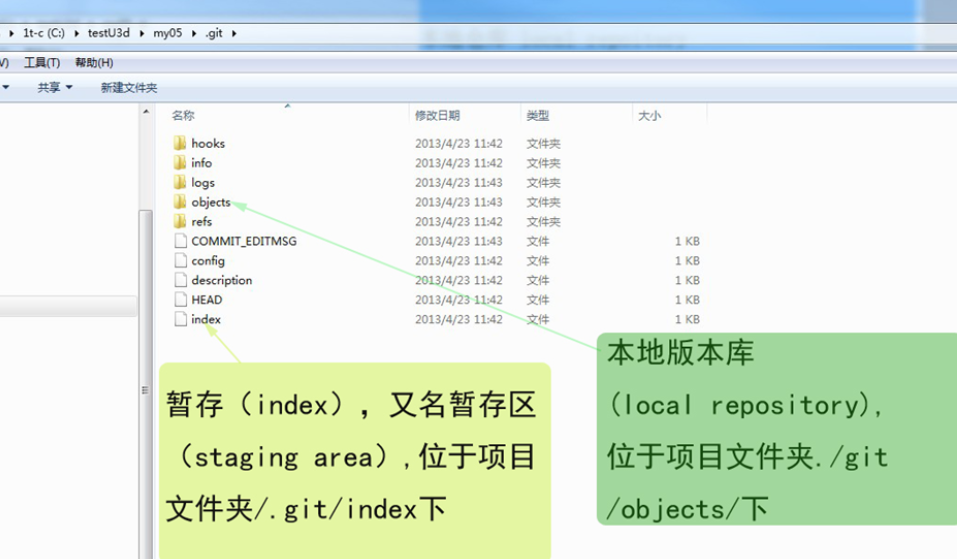 1t-c (C:) ▸ testU3d ▸ my05 ▸ .git ▸
V) 工具(T) 帮助(H)
共享 新建文件夹
名称 修改日期 类型 大小
hooks 2013/4/23 11:42 文件夹
info 2013/4/23 11:42 文件夹
logs 2013/4/23 11:43 文件夹
objects 2013/4/23 11:43 文件夹
refs 2013/4/23 11:42 文件夹
COMMIT_EDITMSG 2013/4/23 11:43 文件 1 KB
config 2013/4/23 11:42 文件 1 KB
description 2013/4/23 11:42 文件 1 KB
HEAD 2013/4/23 11:42 文件 1 KB
index 2013/4/23 11:42 文件 1 KB
暂存（index），又名暂存区
（staging area）,位于项目
文件夹/.git/index下
本地版本库
(local repository),
位于项目文件夹./git
/objects/下